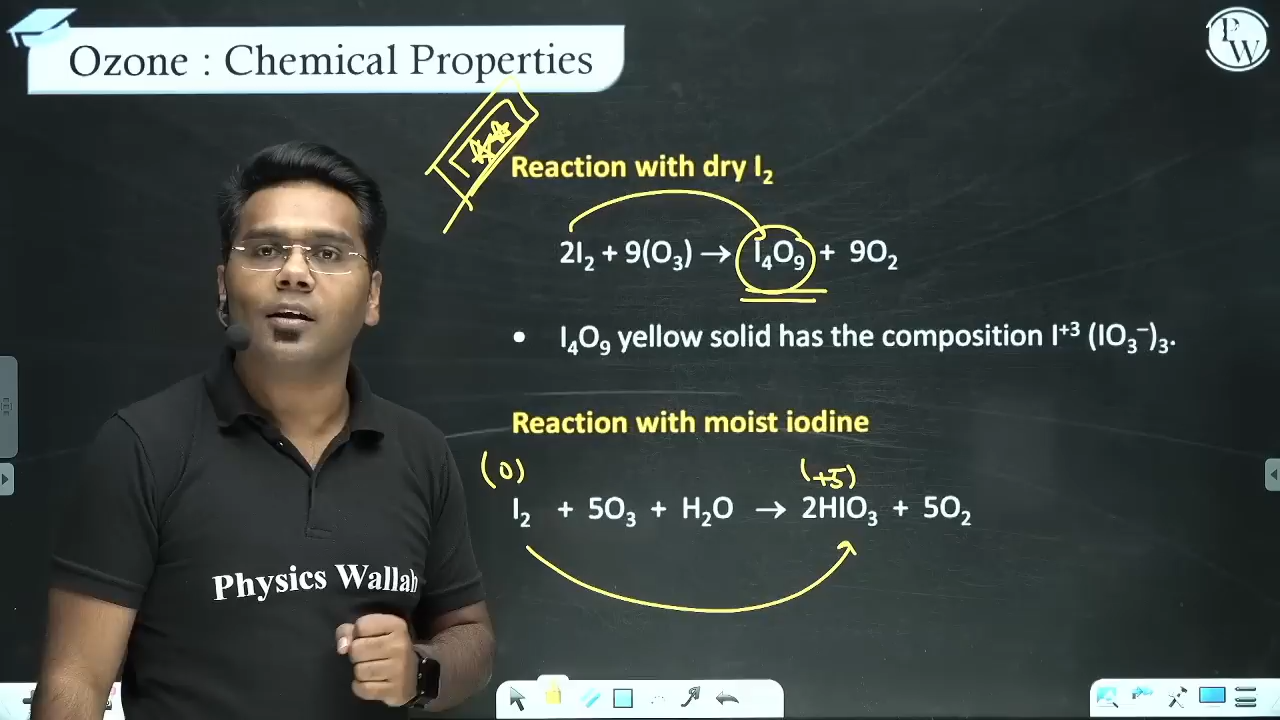 Ozone : Chemical Properties
PW
Reaction with dry I₂
2I₂ + 9(O₃) → I₄O₉ + 9O₂
• I₄O₉ yellow solid has the composition I⁺³ (IO₃⁻)₃.
Reaction with moist iodine
(0) (+5)
I₂ + 5O₃ + H₂O → 2HIO₃ + 5O₂
Physics Wallah